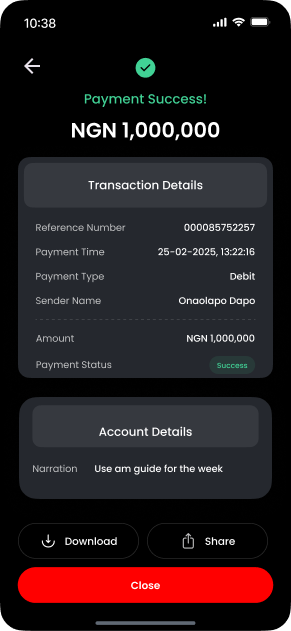 10:38
Payment Success!
NGN 1,000,000
Transaction Details
Reference Number 000085752257
Payment Time 25-02-2025, 13:22:16
Payment Type Debit
Sender Name Onaolapo Dapo
Amount NGN 1,000,000
Payment Status Success
Account Details
Narration Use am guide for the week
Download Share
Close